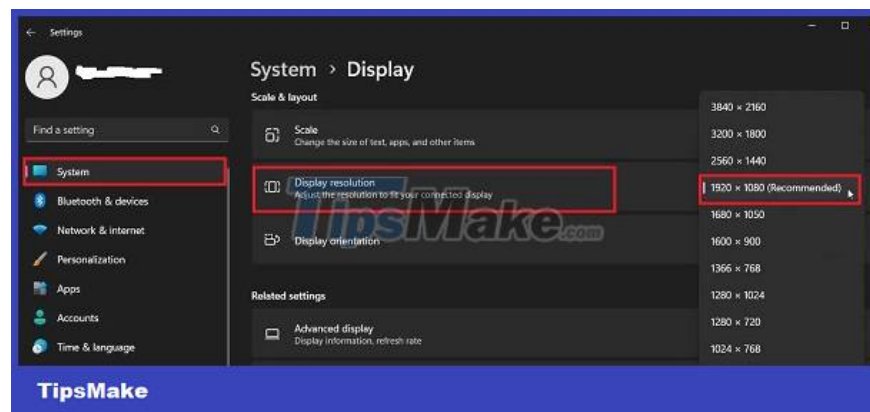 Settings
System > Display
Scale & layout
Find a setting
Scale
Change the size of text, apps, and other items
System
Display resolution
Adjust the resolution to fit your connected display
Bluetooth & devices
Network & internet
Display orientation
Personalization
Apps
Related settings
Accounts
Advanced display
Display information, refresh rate
Time & language
3840 × 2160
3200 × 1800
2560 × 1440
1920 × 1080 (Recommended)
1680 × 1050
1600 × 900
1366 × 768
1280 × 1024
1280 × 720
1024 × 768
TipsMake.com
TipsMake